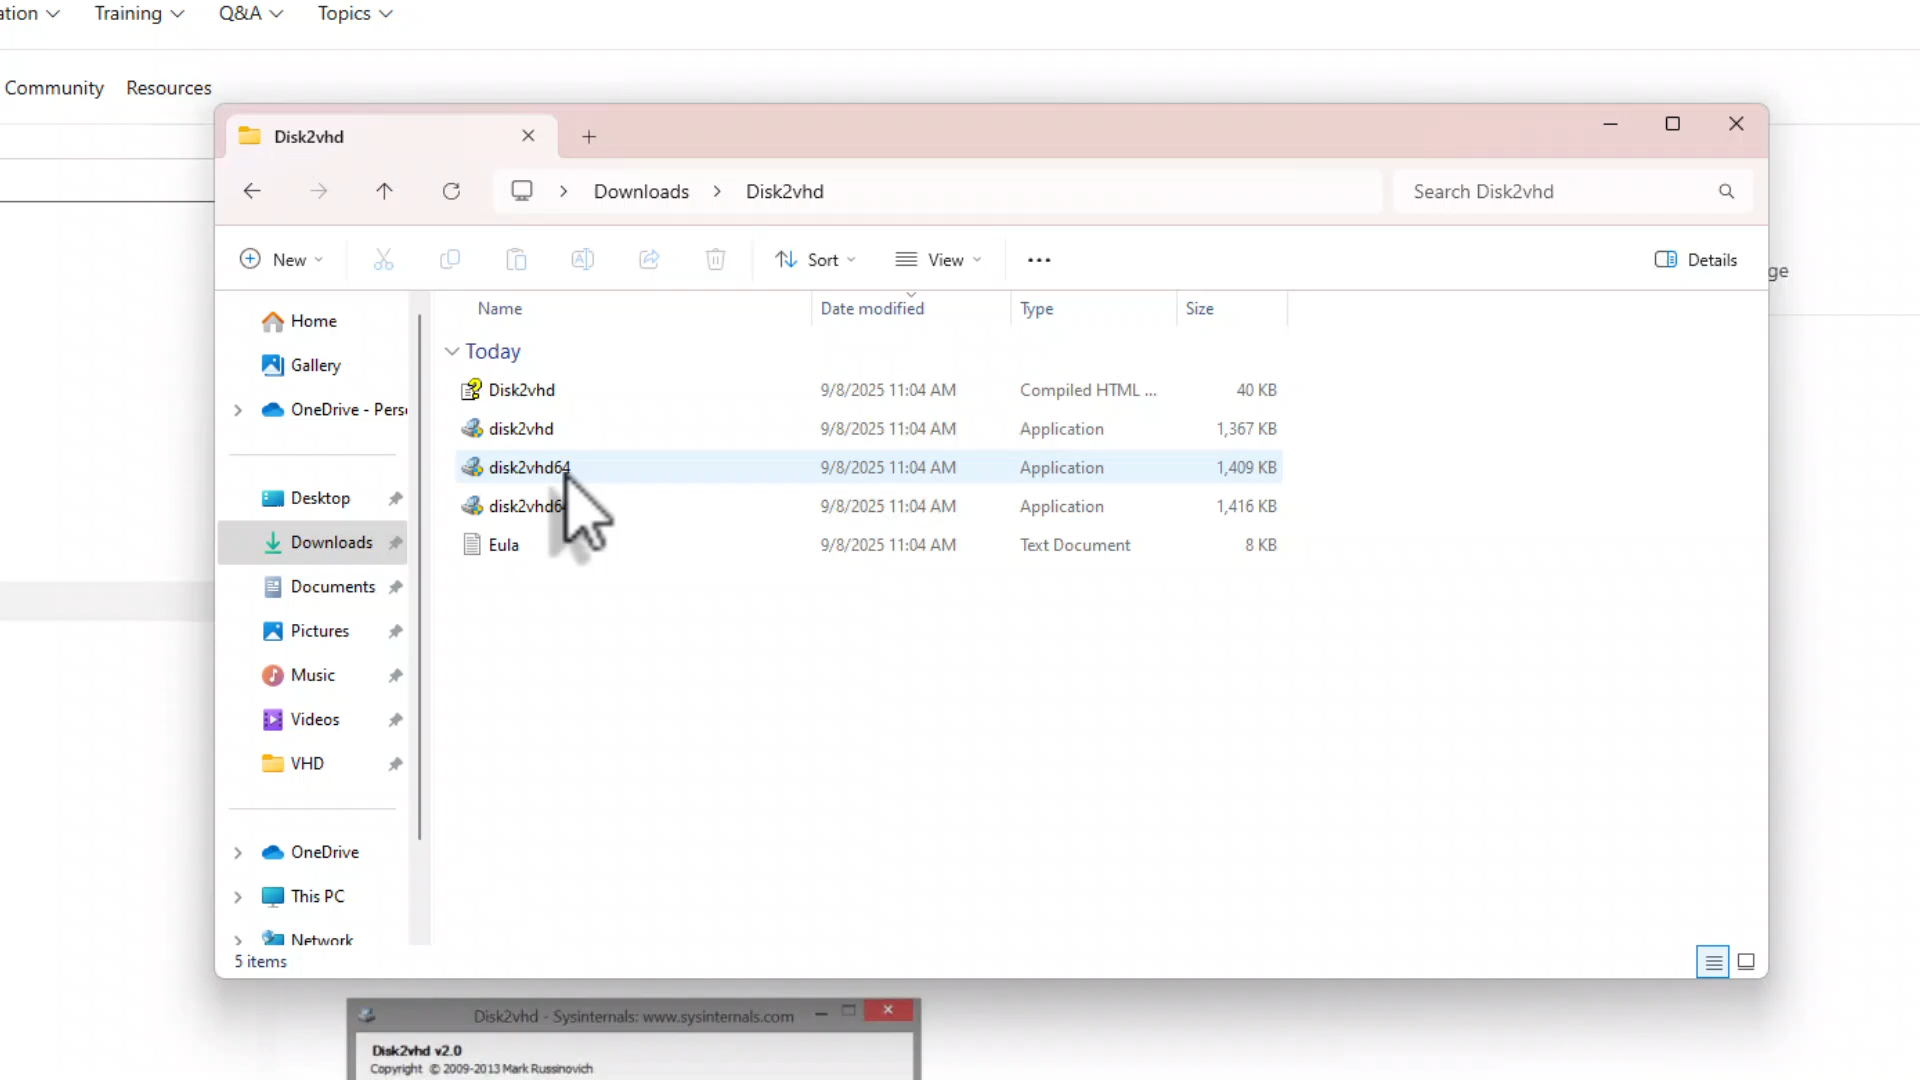 ation
Training
Q&A
Topics
Community
Resources
Disk2vhd
Downloads
Disk2vhd
Search Disk2vhd
New
Sort
View
Details
ge
Name
Date modified
Type
Size
Today
Disk2vhd 9/8/2025 11:04 AM Compiled HTML ... 40 KB
disk2vhd 9/8/2025 11:04 AM Application 1,367 KB
disk2vhd64 9/8/2025 11:04 AM Application 1,409 KB
disk2vhd6 9/8/2025 11:04 AM Application 1,416 KB
Eula 9/8/2025 11:04 AM Text Document 8 KB
Home
Gallery
OneDrive - Perso
Desktop
Downloads
Documents
Pictures
Music
Videos
VHD
OneDrive
This PC
Network
5 items
Disk2vhd - Sysinternals: www.sysinternals.com
Disk2vhd v2.0
Copyright © 2009-2013 Mark Russinovich